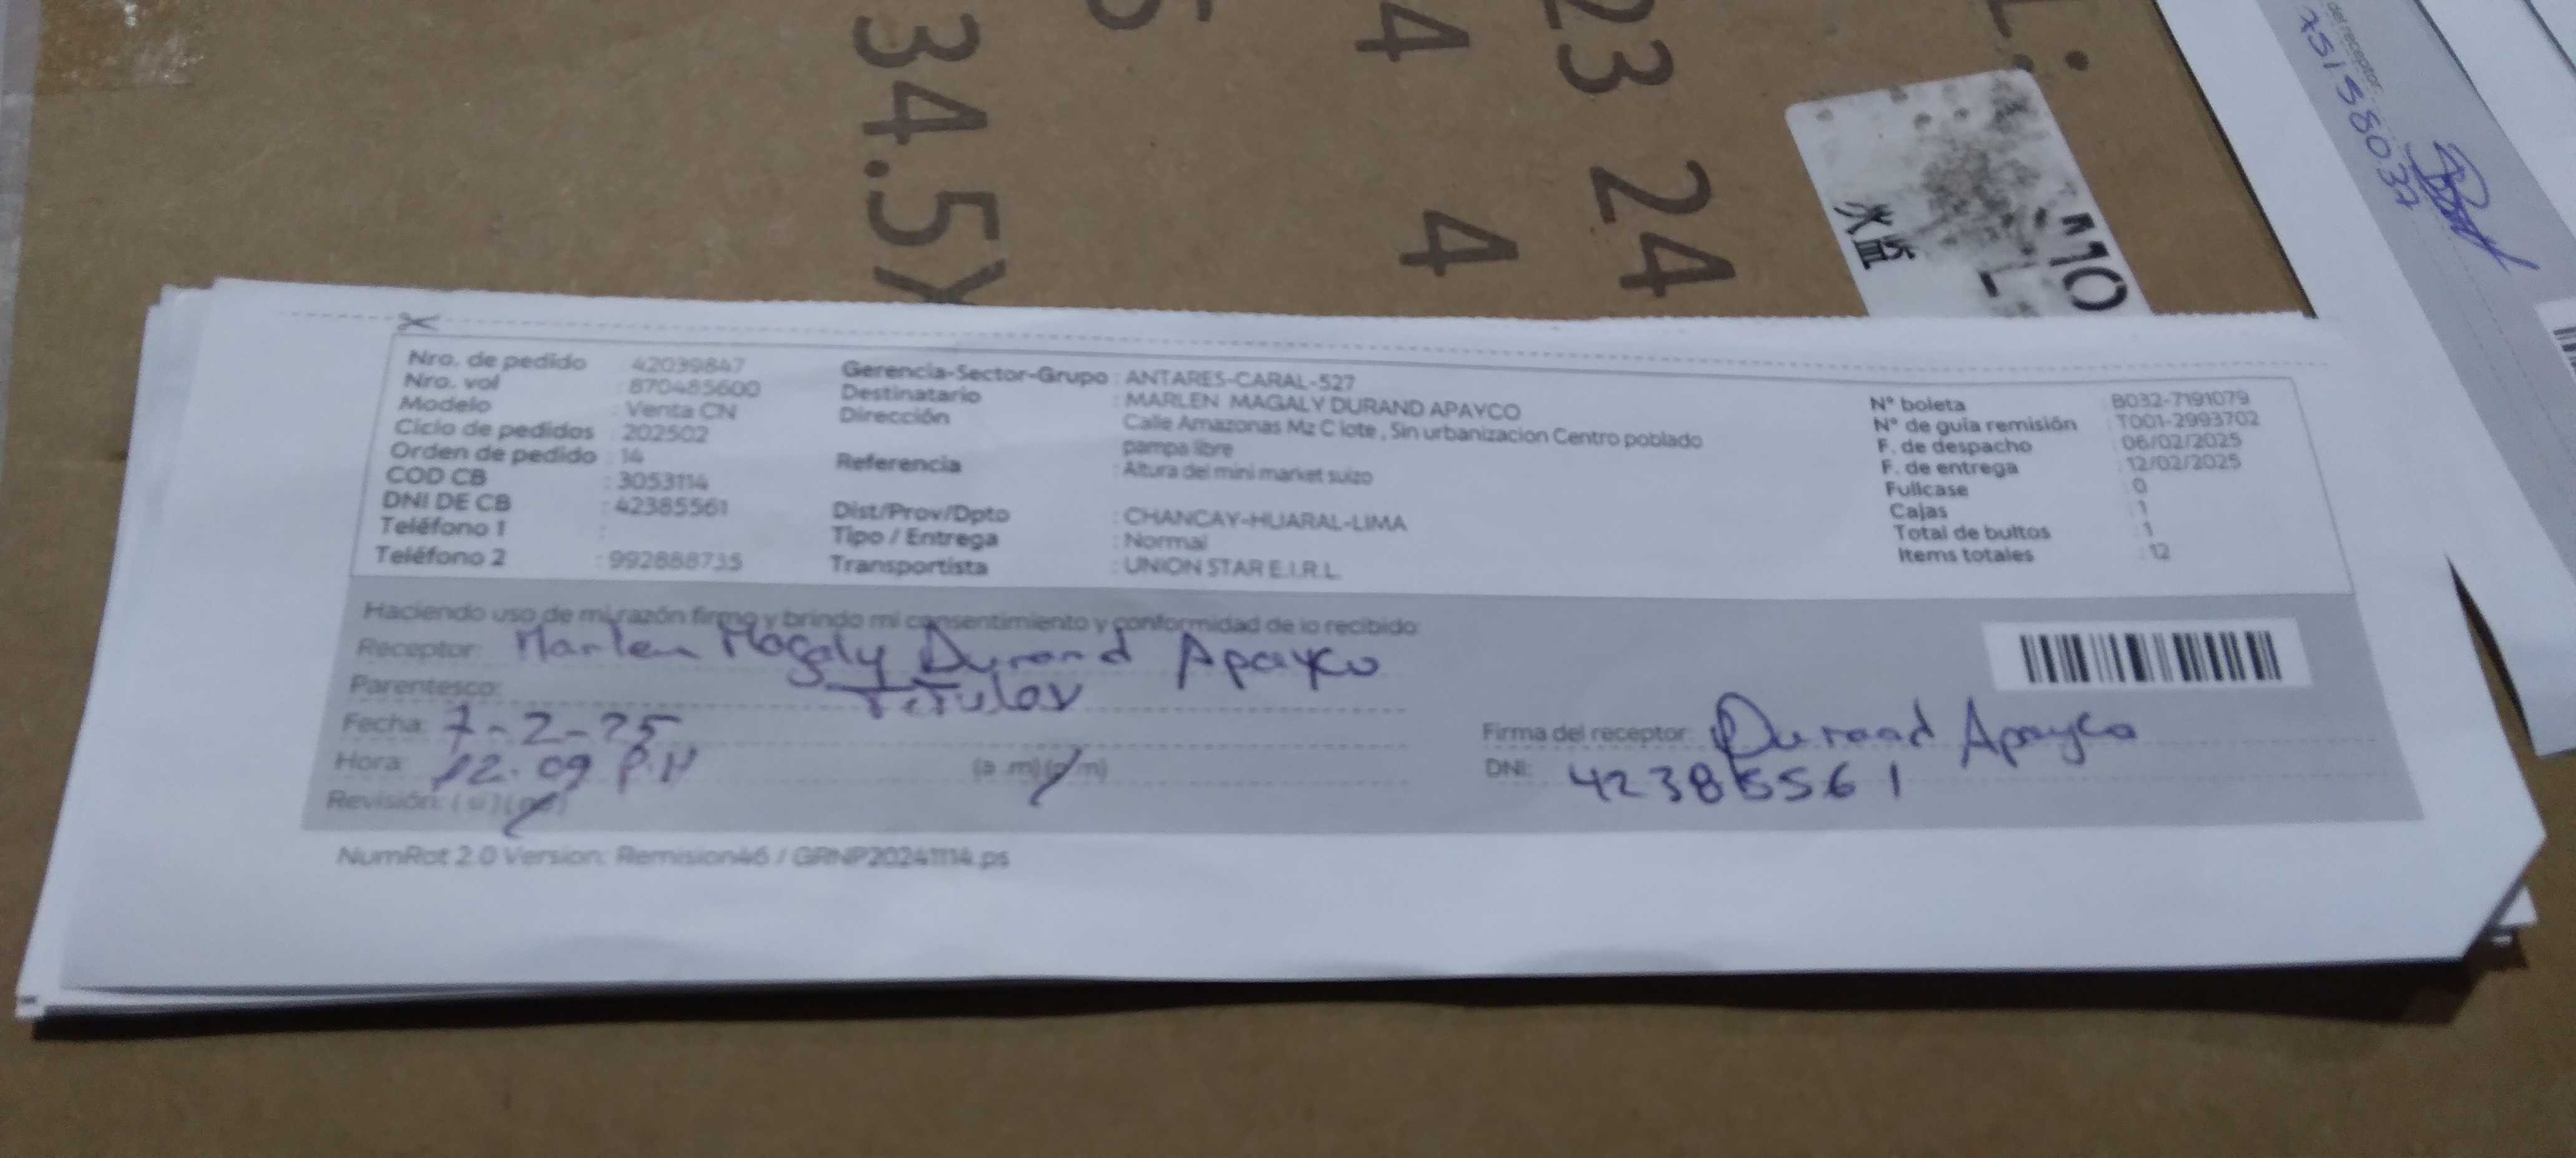 34.5X
4
4
23
24
L:
"10
del receptor:
75158037
Nro. de pedido : 42039847
Nro. vol : 870485600
Modelo : Venta CN
Ciclo de pedidos : 202502
Orden de pedido : 14
COD CB : 3053114
DNI DE CB : 42385561
Teléfono 1 :
Teléfono 2 : 992888735
Gerencia-Sector-Grupo : ANTARES-CARAL-527
Destinatario : MARLEN MAGALY DURAND APAYCO
Dirección : Calle Amazonas Mz C lote , Sin urbanizacion Centro poblado
pampa libre
Referencia : Altura del mini market suizo
Dist/Prov/Dpto : CHANCAY-HUARAL-LIMA
Tipo / Entrega : Normal
Transportista : UNION STAR E.I.R.L.
N° boleta : B032-7191079
N° de guía remisión : T001-2993702
F. de despacho : 06/02/2025
F. de entrega : 12/02/2025
Fullcase : 0
Cajas : 1
Total de bultos : 1
Items totales : 12
Haciendo uso de mi razón firmo y brindo mi consentimiento y conformidad de lo recibido:
Receptor: Marlen Magaly Durand Apayco
Parentesco: Titular
Fecha: 7-2-25
Hora: 12.09 P.M (a .m) (p.m)
Revisión: (si) (no)
Firma del receptor: Durand Apayco
DNI: 42385561
NumRot 2.0 Version: Remision46 / GRNP20241114.ps